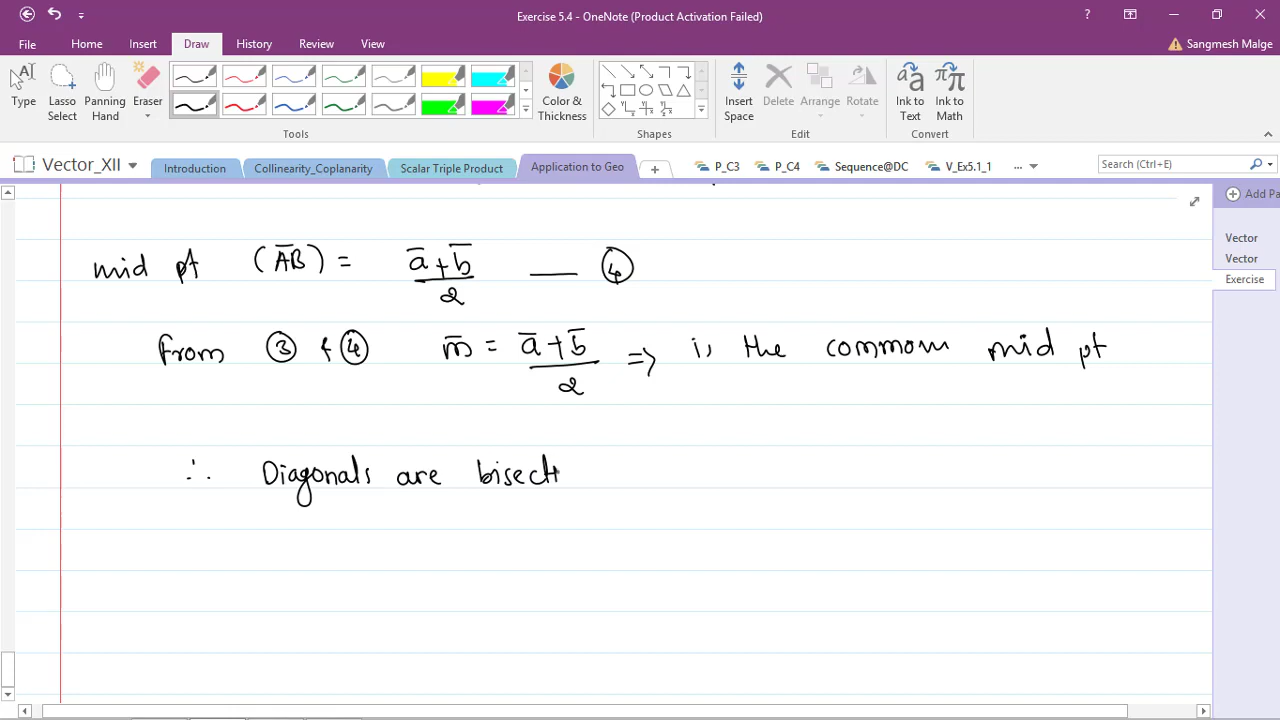 Exercise 5.4 - OneNote (Product Activation Failed)
?
File Home Insert Draw History Review View
Sangmesh Malge
Type
Lasso Select
Panning Hand
Eraser
Color & Thickness
Insert Space
Delete
Arrange
Rotate
Ink to Text
Ink to Math
Tools Shapes Edit Convert
Vector_XII Introduction Collinearity_Coplanarity Scalar Triple Product Application to Geo P_C3 P_C4 Sequence@DC V_Ex5.1_1 ... Search (Ctrl+E)
Add Pa
Vector
Vector
Exercise
mid pt (A̅B̅) = (a̅ + b̅)/2 —— ④
from ③ & ④ m̅ = (a̅ + b̅)/2 => is the common mid pt
∴ Diagonals are bisect